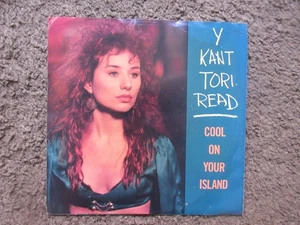 Y
KANT
TORI
READ
COOL
ON
YOUR
ISLAND